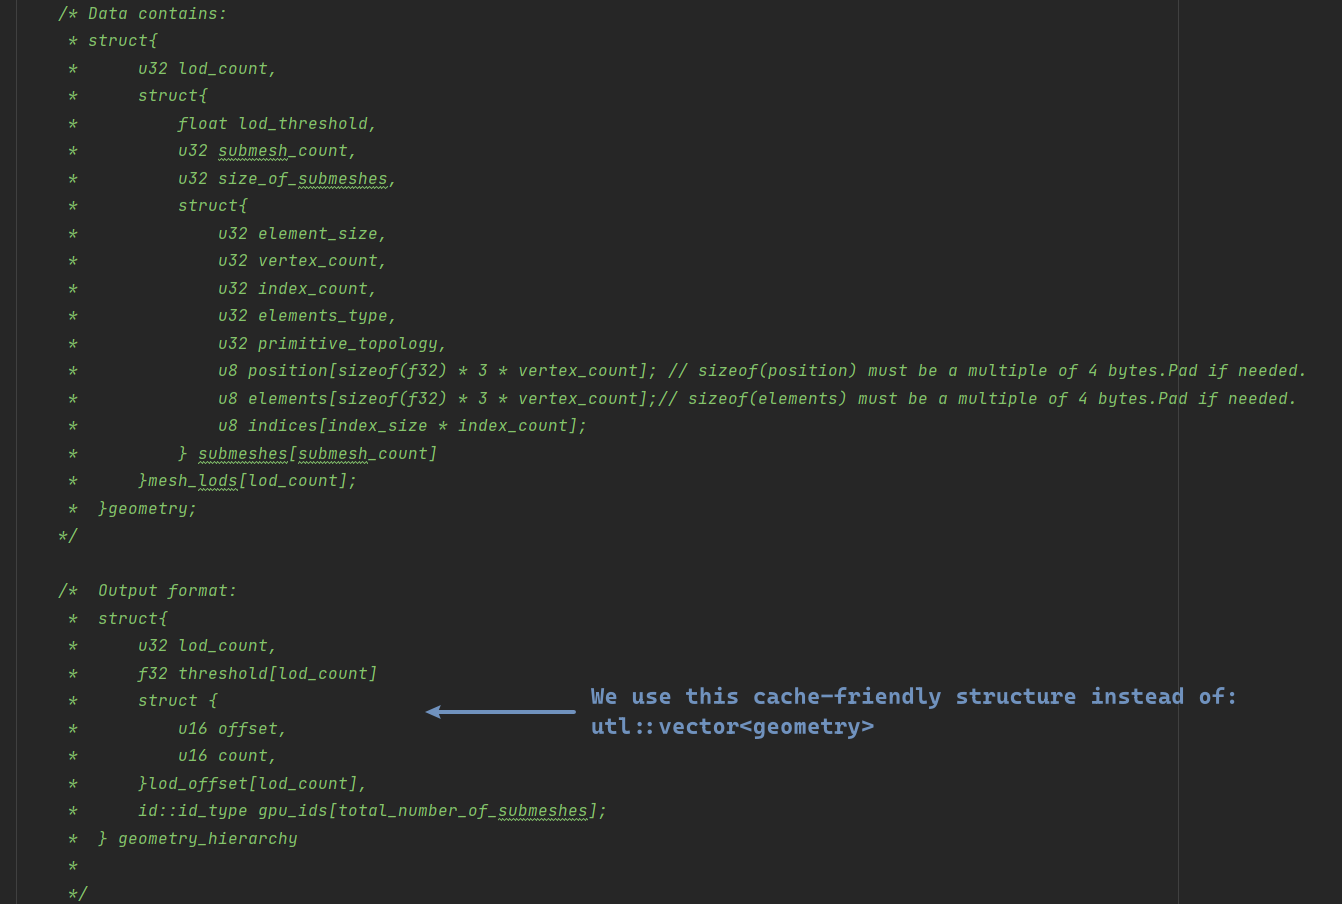 /* Data contains:
 * struct{
 *      u32 lod_count,
 *      struct{
 *          float lod_threshold,
 *          u32 submesh_count,
 *          u32 size_of_submeshes,
 *          struct{
 *              u32 element_size,
 *              u32 vertex_count,
 *              u32 index_count,
 *              u32 elements_type,
 *              u32 primitive_topology,
 *              u8 position[sizeof(f32) * 3 * vertex_count]; // sizeof(position) must be a multiple of 4 bytes.Pad if needed.
 *              u8 elements[sizeof(f32) * 3 * vertex_count];// sizeof(elements) must be a multiple of 4 bytes.Pad if needed.
 *              u8 indices[index_size * index_count];
 *          } submeshes[submesh_count]
 *      }mesh_lods[lod_count];
 *  }geometry;
*/
/*  Output format:
 *  struct{
 *      u32 lod_count,
 *      f32 threshold[lod_count]
 *      struct {
 *          u16 offset,
 *          u16 count,
 *      }lod_offset[lod_count],
 *      id::id_type gpu_ids[total_number_of_submeshes];
 *  } geometry_hierarchy
 *
 */
We use this cache-friendly structure instead of:
utl::vector<geometry>